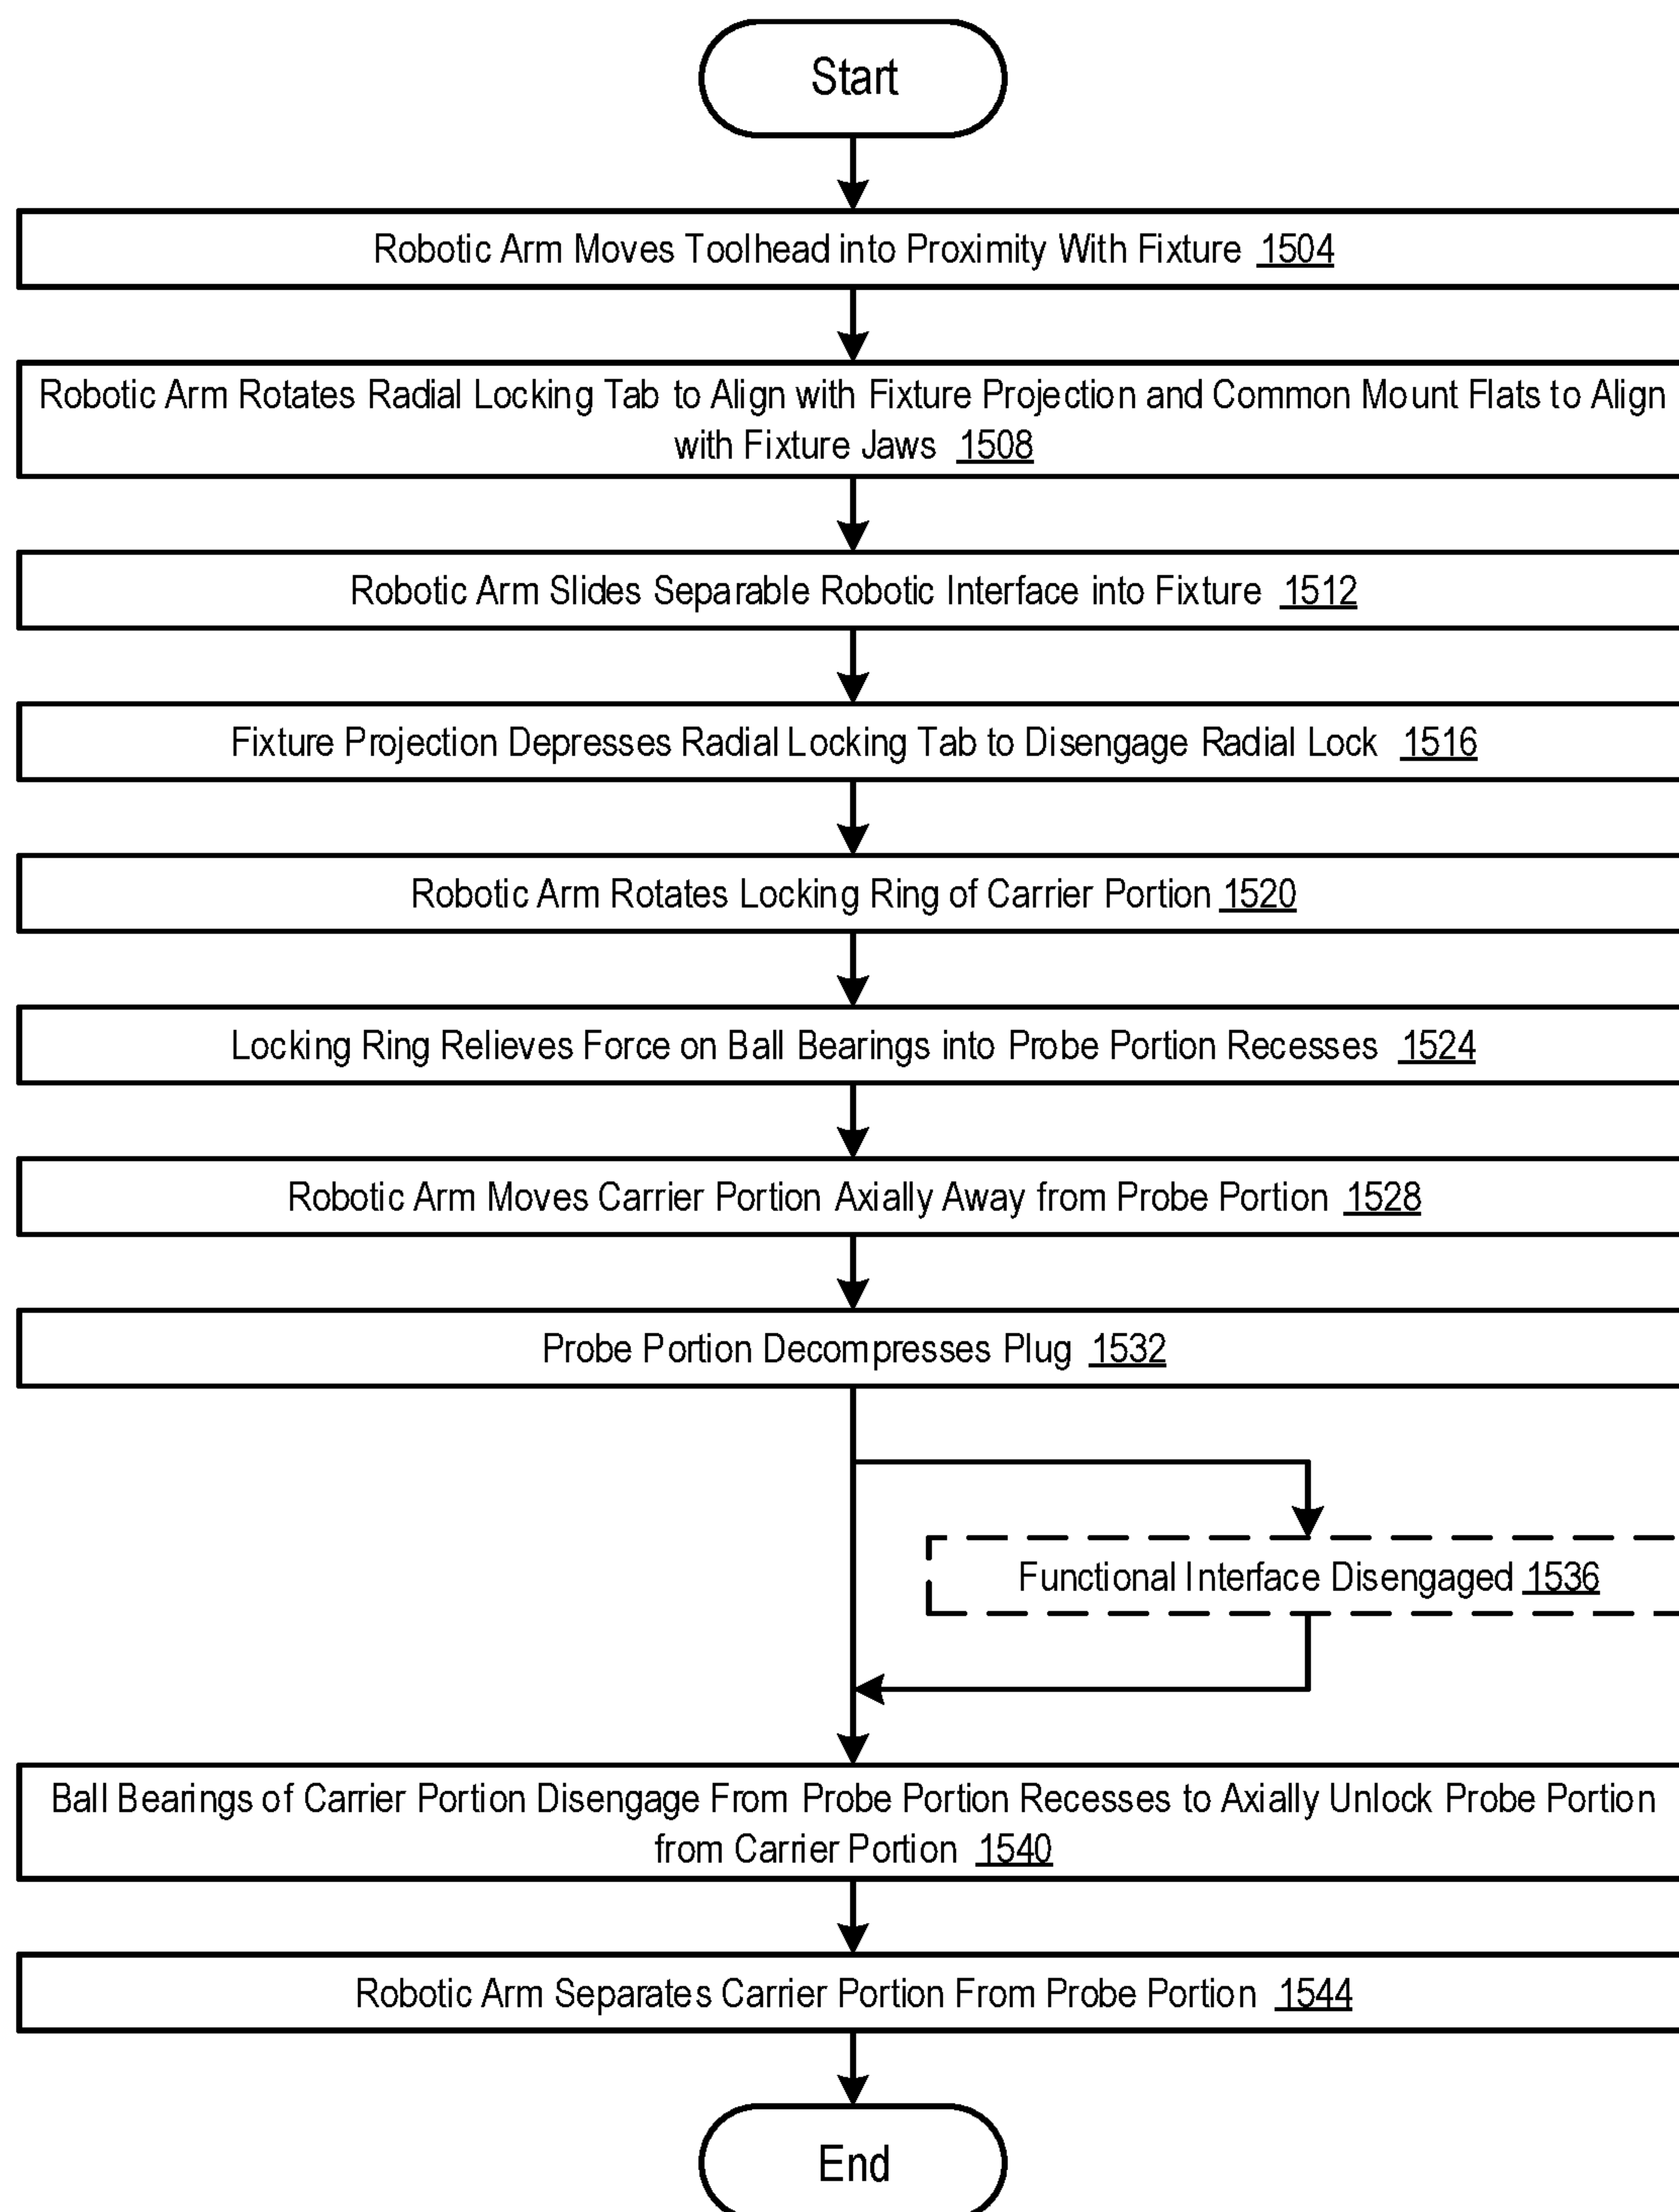 Start
Robotic Arm Moves Toolhead into Proximity With Fixture 1504
Robotic Arm Rotates Radial Locking Tab to Align with Fixture Projection and Common Mount Flats to Align
with Fixture Jaws 1508
Robotic Arm Slides Separable Robotic Interface into Fixture 1512
Fixture Projection Depresses Radial Locking Tab to Disengage Radial Lock 1516
Robotic Arm Rotates Locking Ring of Carrier Portion 1520
Locking Ring Relieves Force on Ball Bearings into Probe Portion Recesses 1524
Robotic Arm Moves Carrier Portion Axially Away from Probe Portion 1528
Probe Portion Decompresses Plug 1532
Functional Interface Disengaged 1536
Ball Bearings of Carrier Portion Disengage From Probe Portion Recesses to Axially Unlock Probe Portion
from Carrier Portion 1540
Robotic Arm Separates Carrier Portion From Probe Portion 1544
End